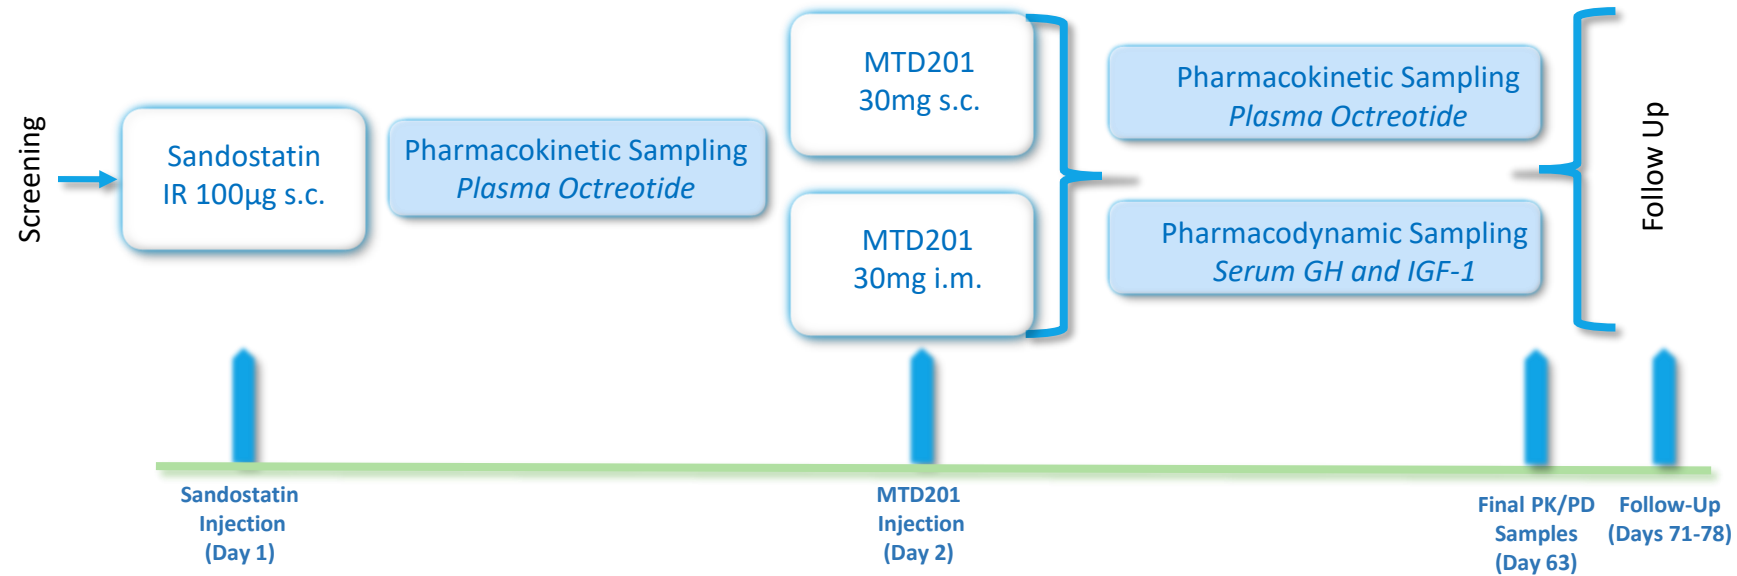 Screening
Sandostatin
IR 100µg s.c.
Pharmacokinetic Sampling
Plasma Octreotide
MTD201
30mg s.c.
MTD201
30mg i.m.
Pharmacokinetic Sampling
Plasma Octreotide
Pharmacodynamic Sampling
Serum GH and IGF-1
Follow Up
Sandostatin
Injection
(Day 1)
MTD201
Injection
(Day 2)
Final PK/PD
Samples
(Day 63)
Follow-Up
(Days 71-78)